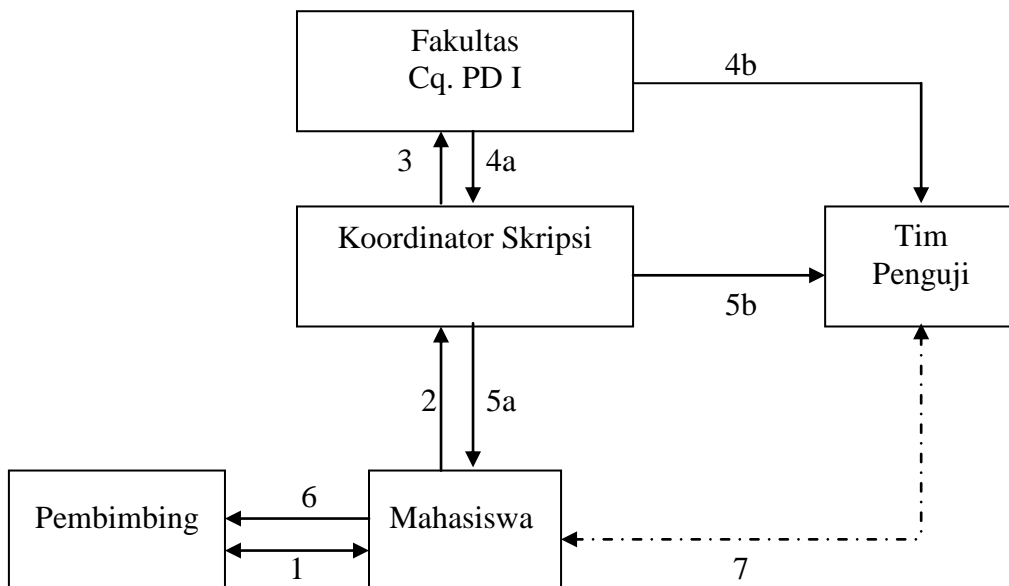 Fakultas
Cq. PD I
4b
3
4a
Koordinator Skripsi
Tim
Penguji
5b
2
5a
Pembimbing
6
Mahasiswa
1
7